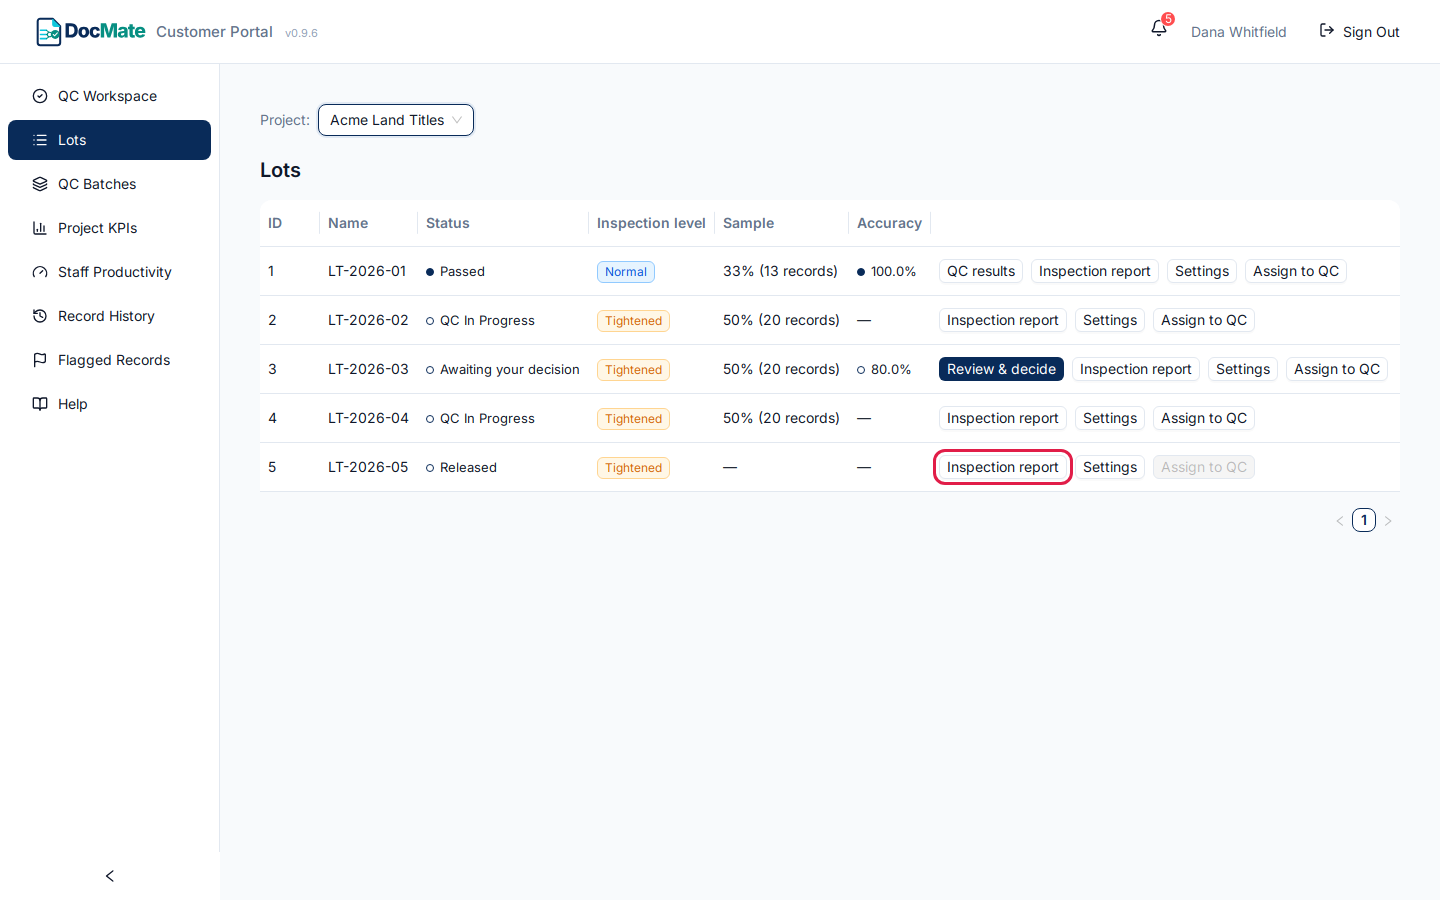 DocMate Customer Portal v0.9.6
5
Dana Whitfield
Sign Out
QC Workspace
Lots
QC Batches
Project KPIs
Staff Productivity
Record History
Flagged Records
Help
Project: Acme Land Titles
Lots
ID Name Status Inspection level Sample Accuracy
1 LT-2026-01 Passed Normal 33% (13 records) 100.0% QC results Inspection report Settings Assign to QC
2 LT-2026-02 QC In Progress Tightened 50% (20 records) — Inspection report Settings Assign to QC
3 LT-2026-03 Awaiting your decision Tightened 50% (20 records) 80.0% Review & decide Inspection report Settings Assign to QC
4 LT-2026-04 QC In Progress Tightened 50% (20 records) — Inspection report Settings Assign to QC
5 LT-2026-05 Released Tightened — — Inspection report Settings Assign to QC
1